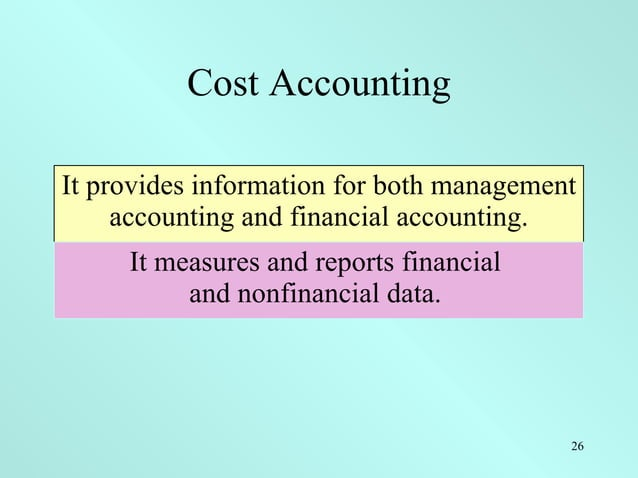 Cost Accounting
It provides information for both management
accounting and financial accounting.
It measures and reports financial
and nonfinancial data.
26